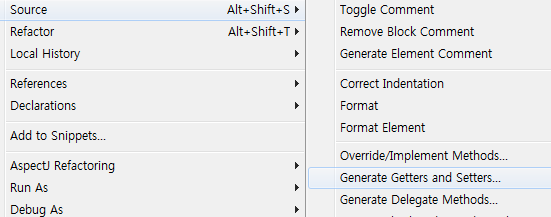 Source Alt+Shift+S
Refactor Alt+Shift+T
Local History
References
Declarations
Add to Snippets...
AspectJ Refactoring
Run As
Debug As
Toggle Comment
Remove Block Comment
Generate Element Comment
Correct Indentation
Format
Format Element
Override/Implement Methods...
Generate Getters and Setters...
Generate Delegate Methods...